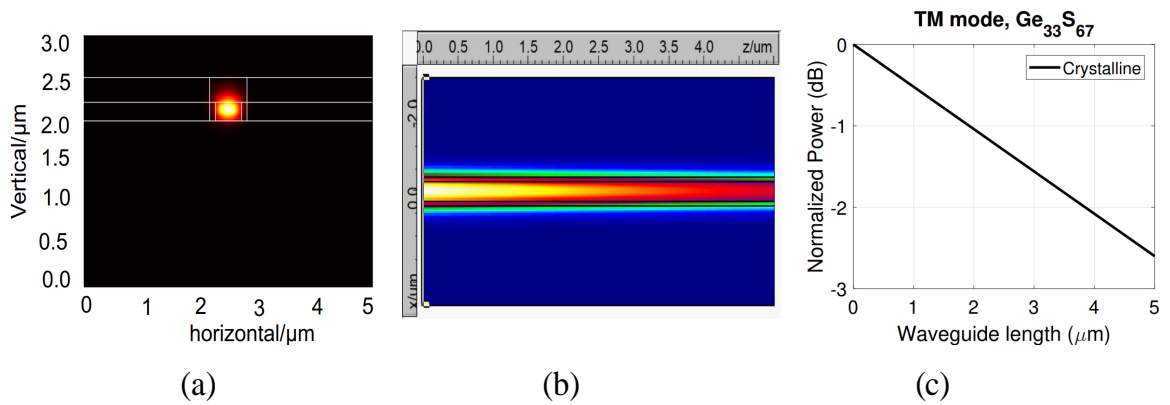 3.0
2.5
2.0
1.5
1.0
0.5
0.0
Vertical/μm
0 1 2 3 4 5
horizontal/μm
(a)
0.0 0.5 1.0 1.5 2.0 2.5 3.0 3.5 4.0 z/um
-2.0
0.0
x/um
(b)
TM mode, Ge₃₃S₆₇
Crystalline
0
-1
-2
-3
Normalized Power (dB)
0 1 2 3 4 5
Waveguide length (μm)
(c)